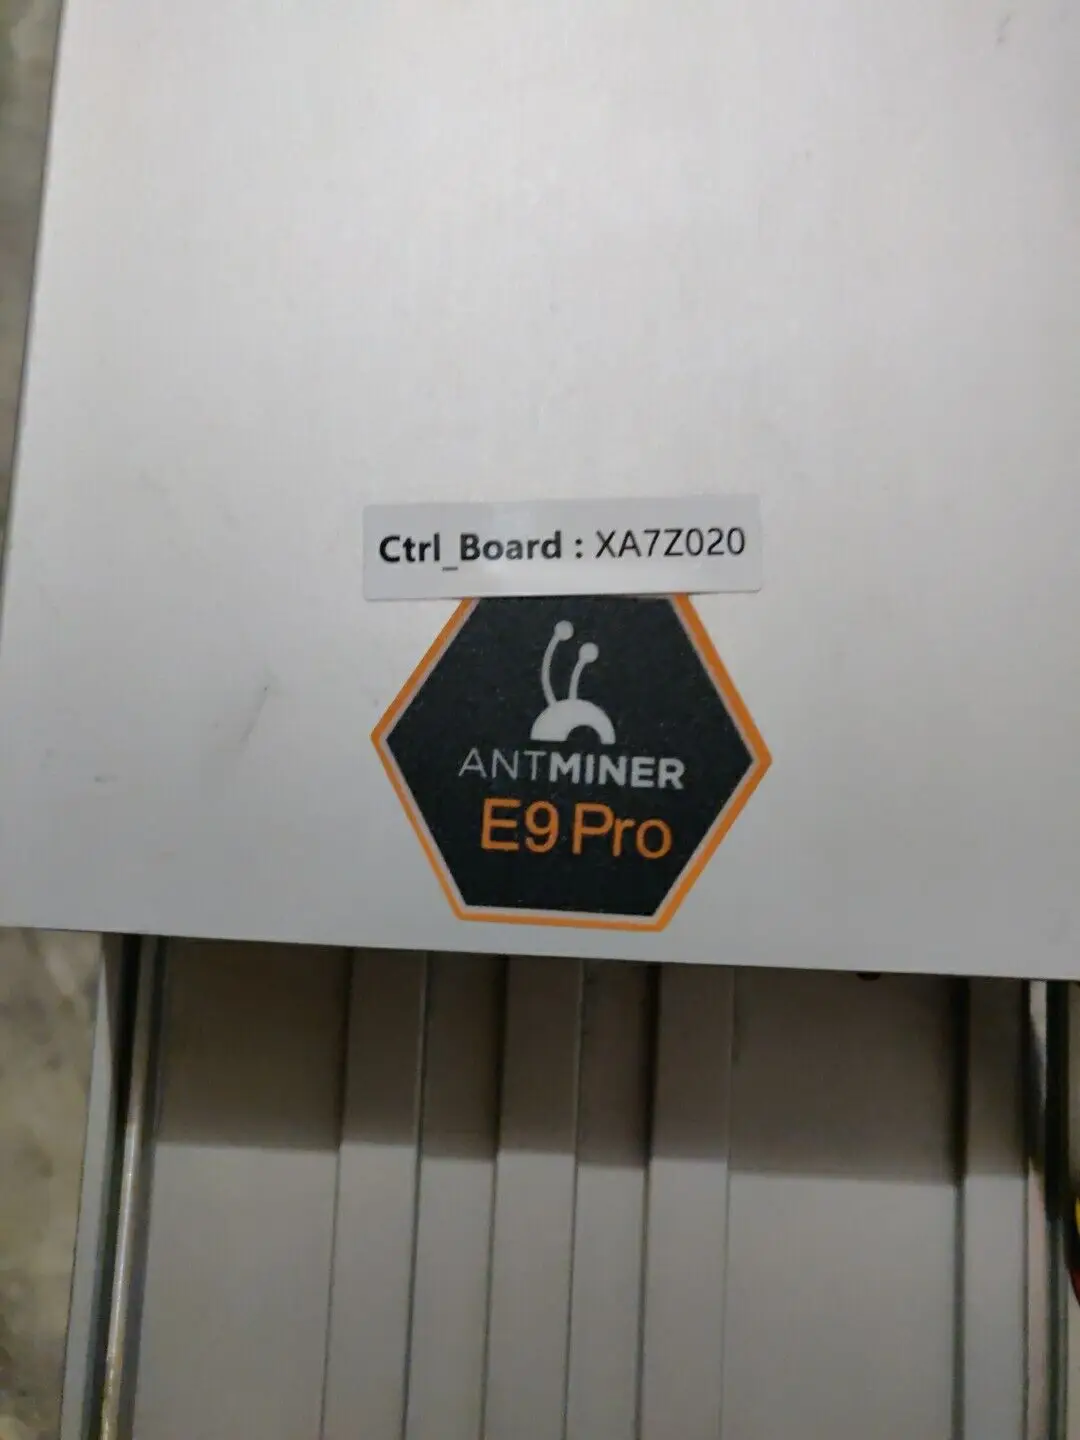 Ctrl_Board : XA7Z020
ANTMINER
E9 Pro